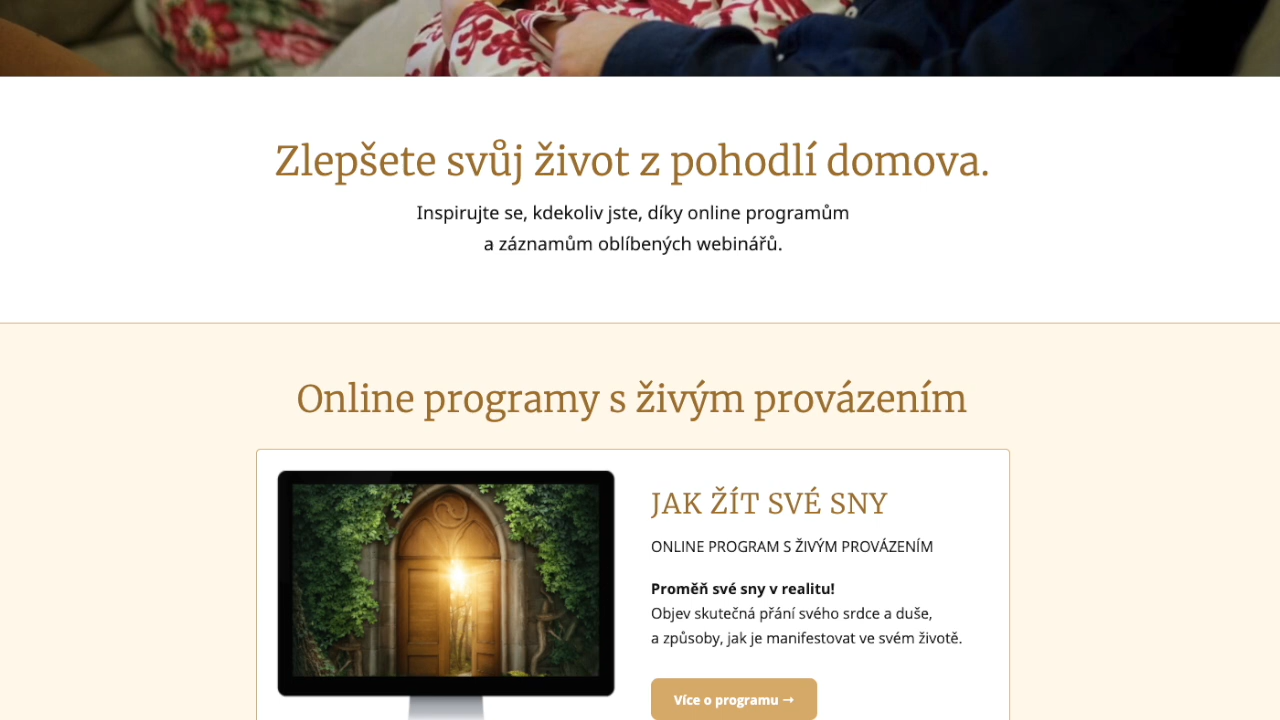 Zlepšete svůj život z pohodlí domova.
Inspirujte se, kdekoliv jste, díky online programům
a záznamům oblíbených webinářů.
Online programy s živým provázením
JAK ŽÍT SVÉ SNY
ONLINE PROGRAM S ŽIVÝM PROVÁZENÍM
Proměň své sny v realitu!
Objev skutečná přání svého srdce a duše,
a způsoby, jak je manifestovat ve svém životě.
Více o programu →